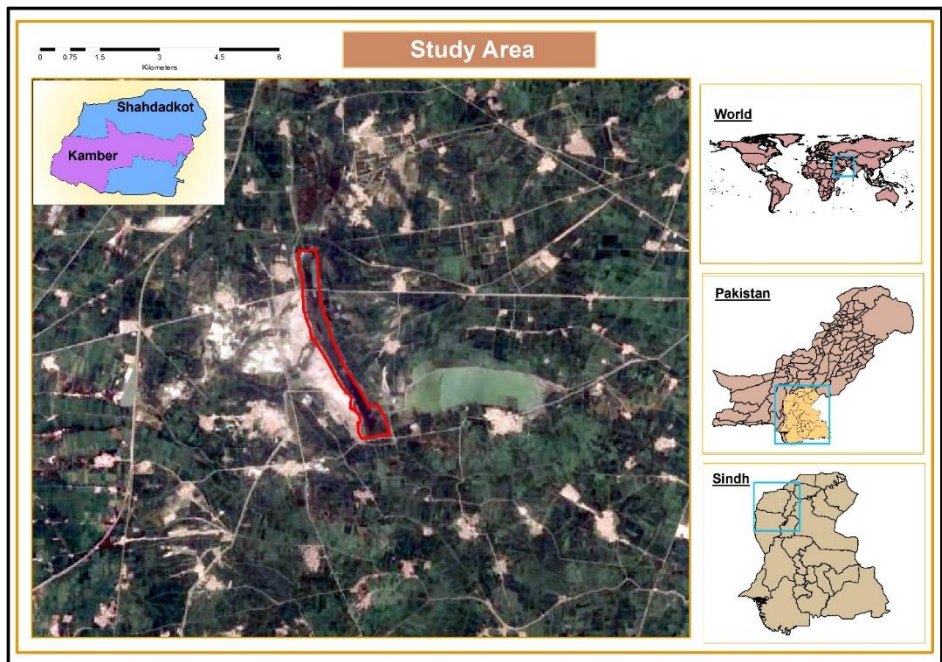 Study Area
0 0.75 1.5 3 4.5 6
Kilometers
Shahdadkot
Kamber
World
Pakistan
Sindh